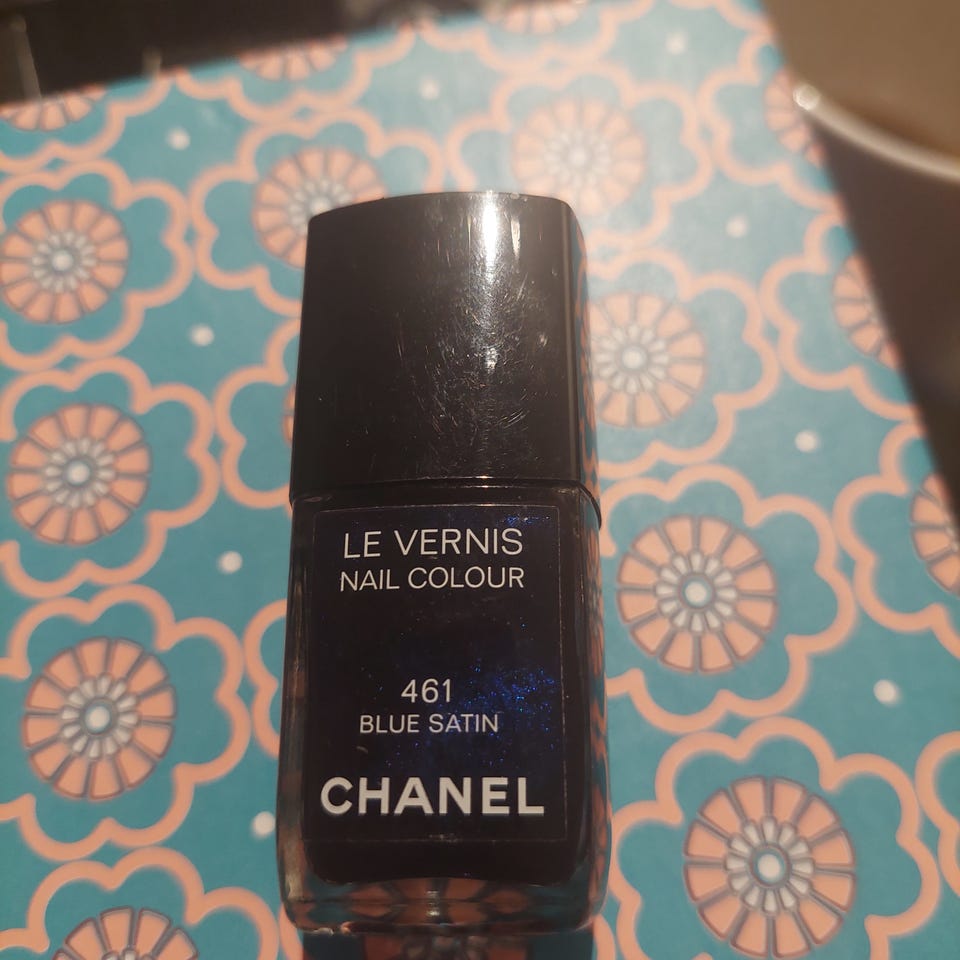 LE VERNIS
NAIL COLOUR
461
BLUE SATIN
CHANEL